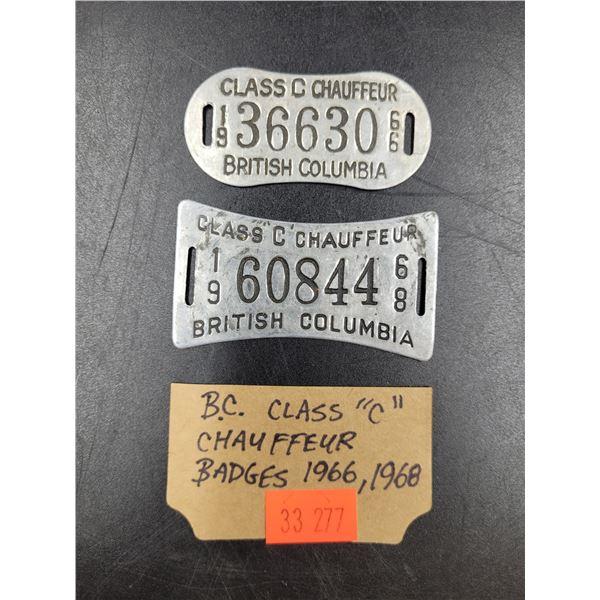 CLASS C CHAUFFEUR
19 36630 66
BRITISH COLUMBIA
CLASS "C" CHAUFFEUR
19 60844 68
BRITISH COLUMBIA
B.C. CLASS "C"
CHAUFFEUR
BADGES 1966, 1968
33 277